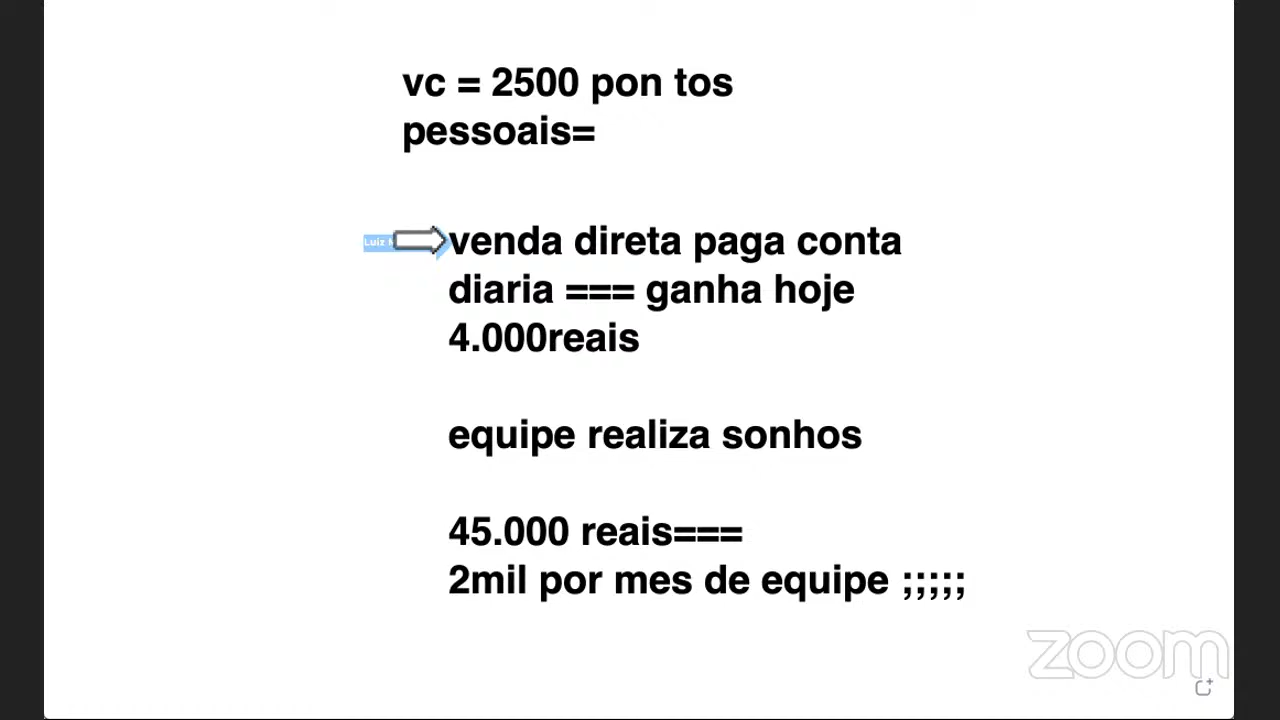 vc = 2500 pon tos
pessoais=
Luiz
venda direta paga conta
diaria === ganha hoje
4.000reais
equipe realiza sonhos
45.000 reais===
2mil por mes de equipe ;;;;;
zoom